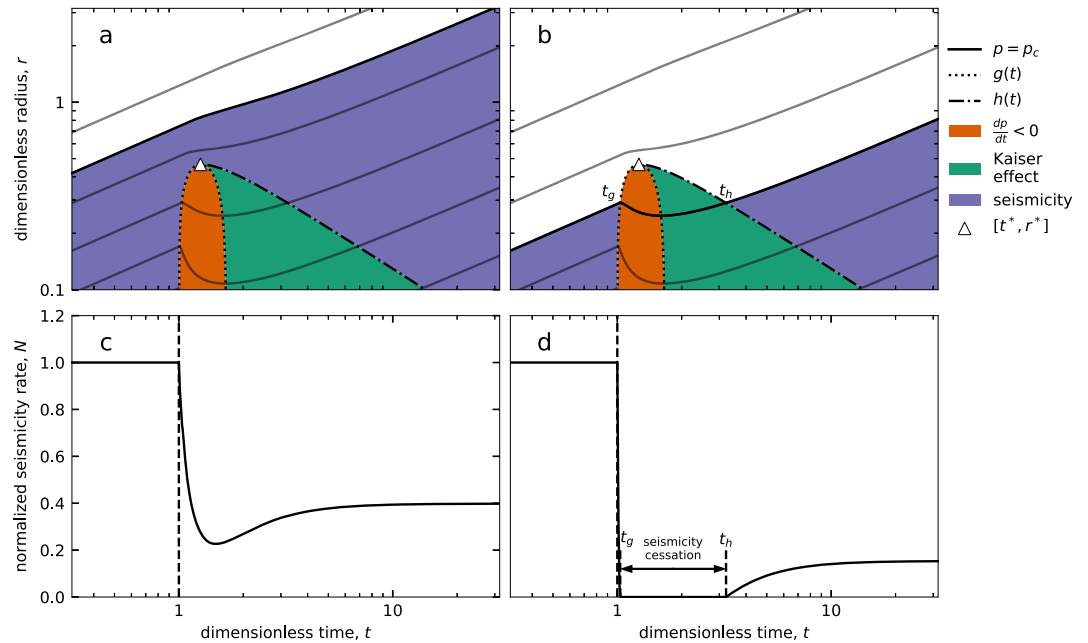 a
b
1
0.1
dimensionless radius, r
t_g
t_h
p = p_c
g(t)
h(t)
dp/dt < 0
Kaiser
effect
seismicity
[t*, r*]
c
d
1.2
1.0
0.8
0.6
0.4
0.2
0.0
normalized seismicity rate, N
t_g
seismicity
cessation
t_h
1
10
1
10
dimensionless time, t
dimensionless time, t